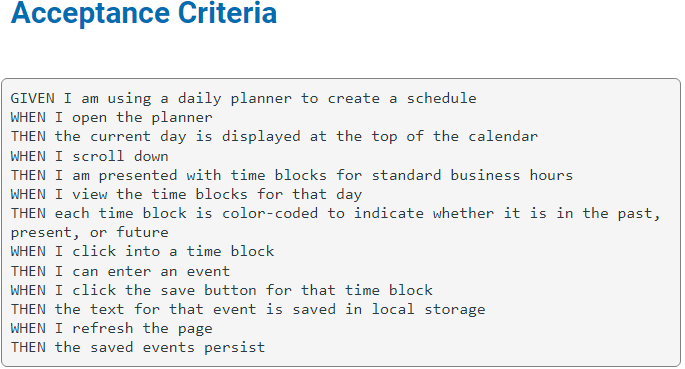 Acceptance Criteria
GIVEN I am using a daily planner to create a schedule
WHEN I open the planner
THEN the current day is displayed at the top of the calendar
WHEN I scroll down
THEN I am presented with time blocks for standard business hours
WHEN I view the time blocks for that day
THEN each time block is color-coded to indicate whether it is in the past,
present, or future
WHEN I click into a time block
THEN I can enter an event
WHEN I click the save button for that time block
THEN the text for that event is saved in local storage
WHEN I refresh the page
THEN the saved events persist